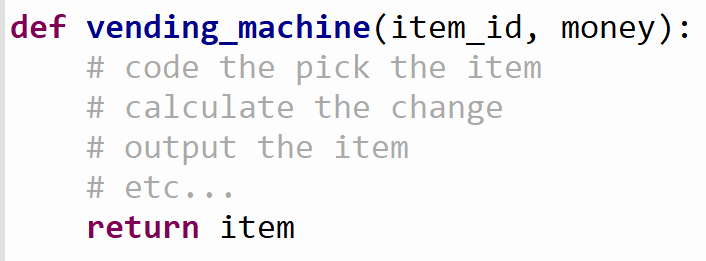 def vending_machine(item_id, money):
    # code the pick the item
    # calculate the change
    # output the item
    # etc...
    return item